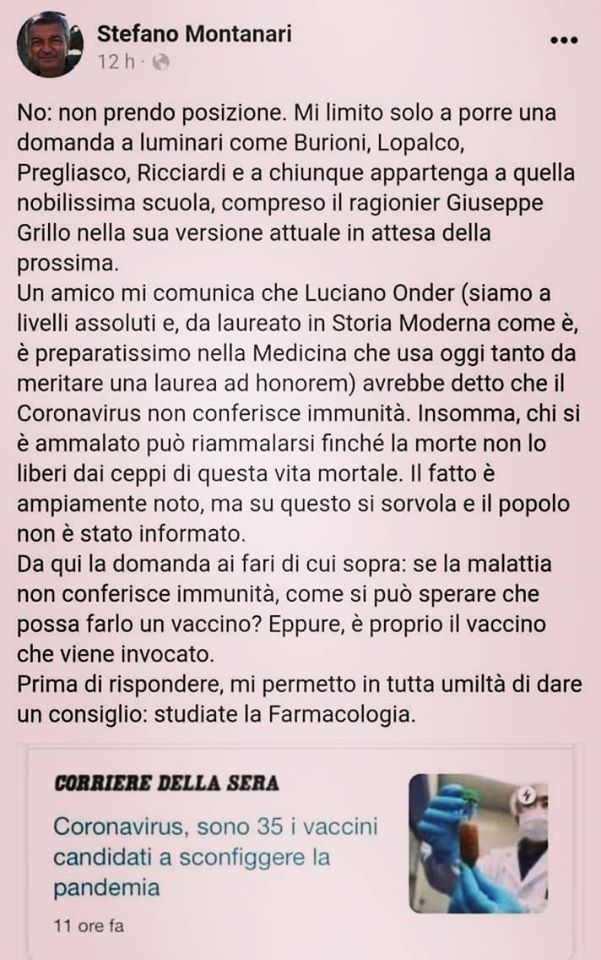 Stefano Montanari
12 h ·
No: non prendo posizione. Mi limito solo a porre una
domanda a luminari come Burioni, Lopalco,
Pregliasco, Ricciardi e a chiunque appartenga a quella
nobilissima scuola, compreso il ragionier Giuseppe
Grillo nella sua versione attuale in attesa della
prossima.
Un amico mi comunica che Luciano Onder (siamo a
livelli assoluti e, da laureato in Storia Moderna come è,
è preparatissimo nella Medicina che usa oggi tanto da
meritare una laurea ad honorem) avrebbe detto che il
Coronavirus non conferisce immunità. Insomma, chi si
è ammalato può riammalarsi finché la morte non lo
liberi dai ceppi di questa vita mortale. Il fatto è
ampiamente noto, ma su questo si sorvola e il popolo
non è stato informato.
Da qui la domanda ai fari di cui sopra: se la malattia
non conferisce immunità, come si può sperare che
possa farlo un vaccino? Eppure, è proprio il vaccino
che viene invocato.
Prima di rispondere, mi permetto in tutta umiltà di dare
un consiglio: studiate la Farmacologia.
CORRIERE DELLA SERA
Coronavirus, sono 35 i vaccini
candidati a sconfiggere la
pandemia
11 ore fa